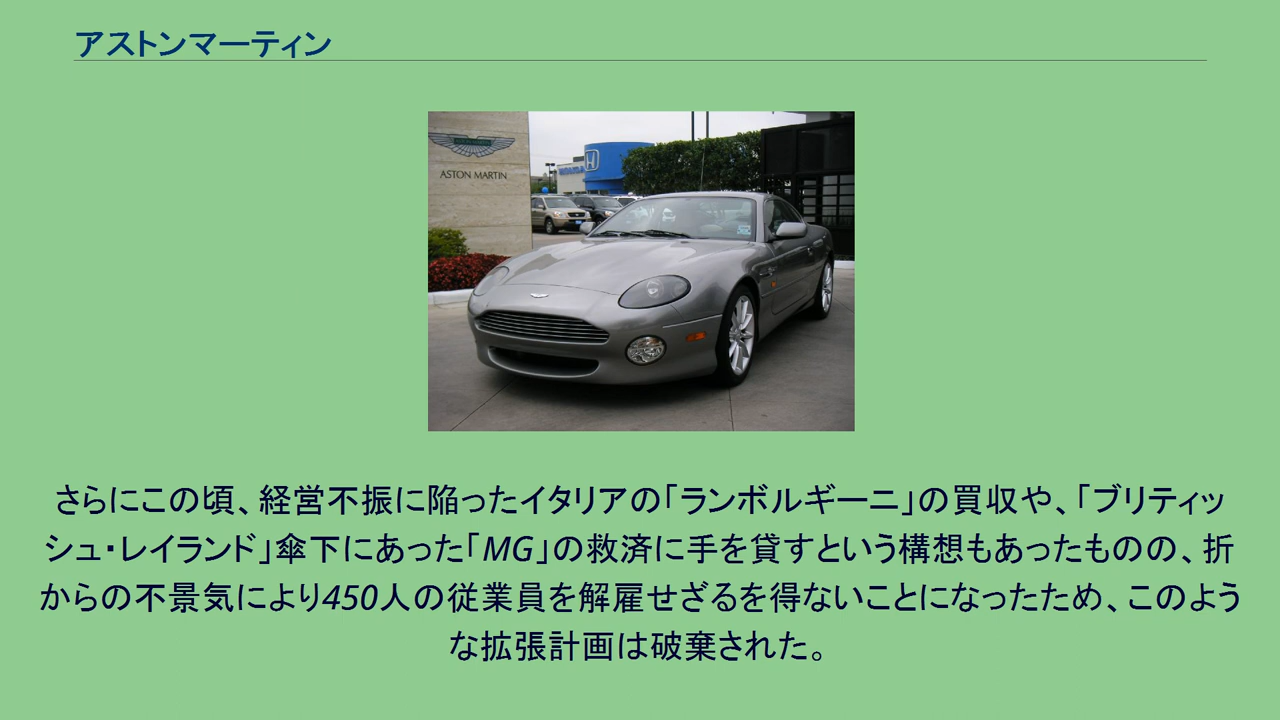 アストンマーティン
ASTON MARTIN
さらにこの頃、経営不振に陥ったイタリアの「ランボルギーニ」の買収や、「ブリティッ
シュ・レイランド」傘下にあった「MG」の救済に手を貸すという構想もあったものの、折
からの不景気により450人の従業員を解雇せざるを得ないことになったため、このよう
な拡張計画は破棄された。